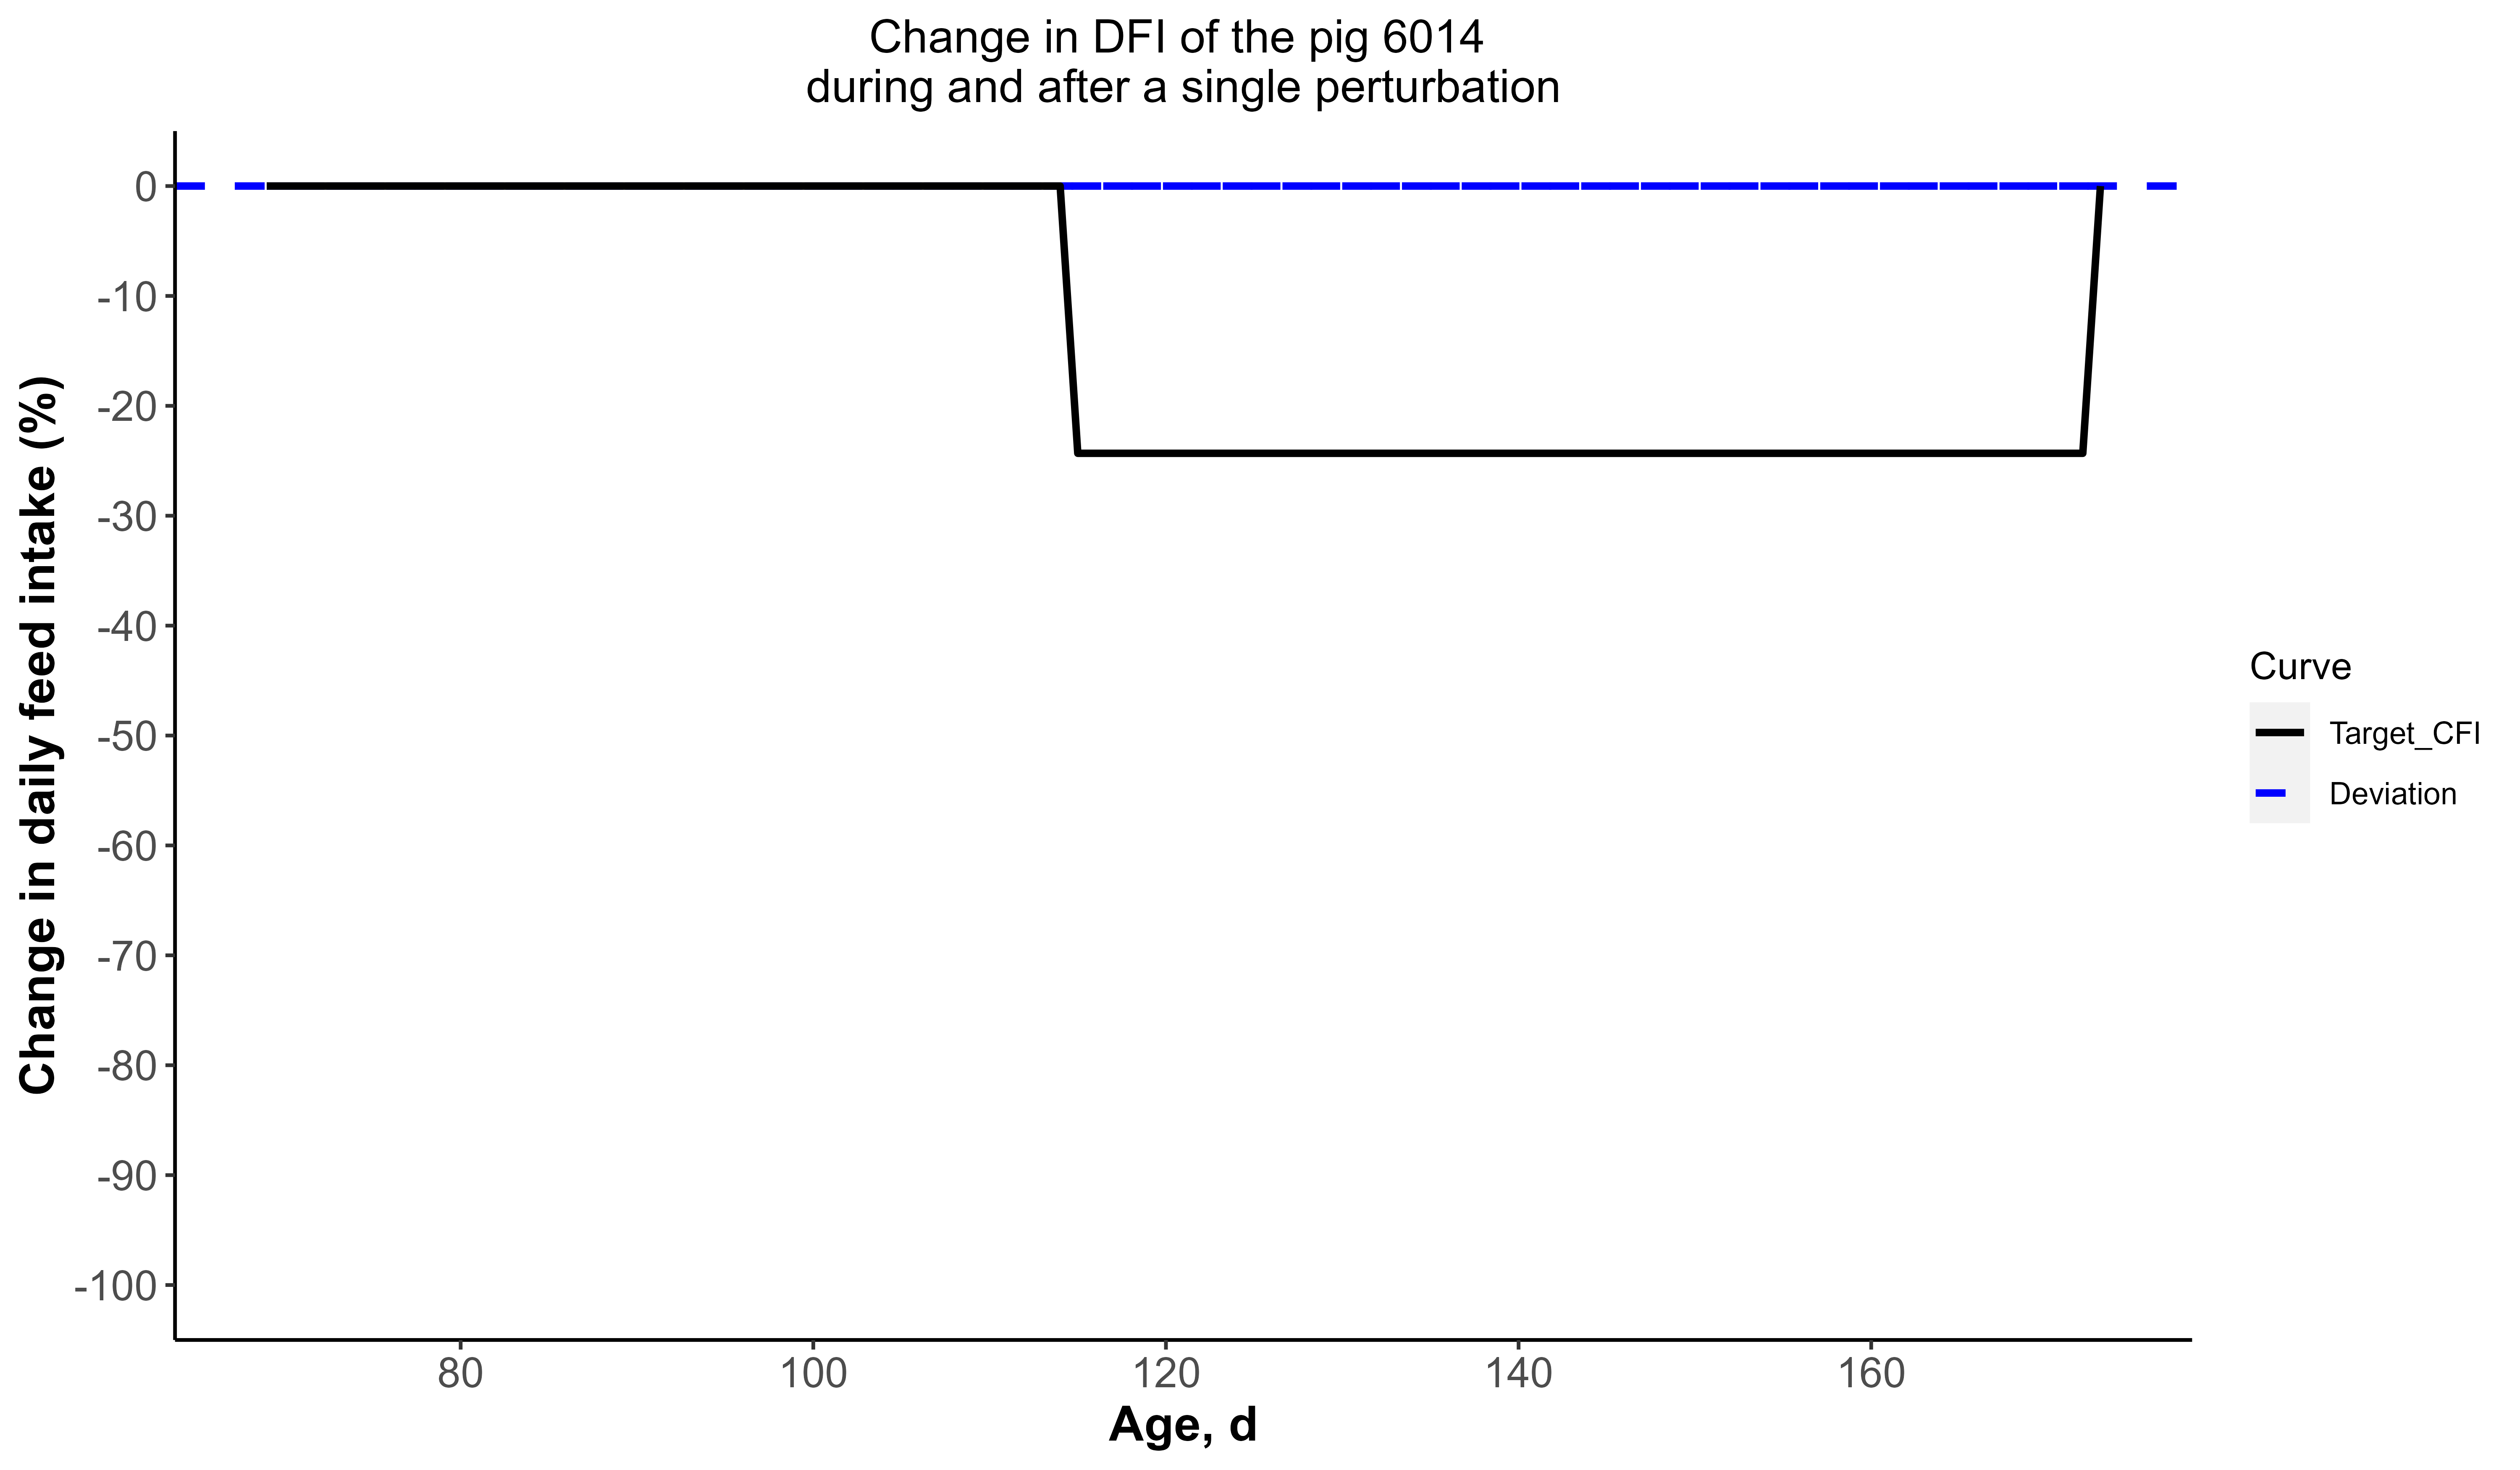 Change in DFI of the pig 6014
during and after a single perturbation
Change in daily feed intake (%)
0
-10
-20
-30
-40
-50
-60
-70
-80
-90
-100
80
100
120
140
160
Age, d
Curve
Target_CFI
Deviation